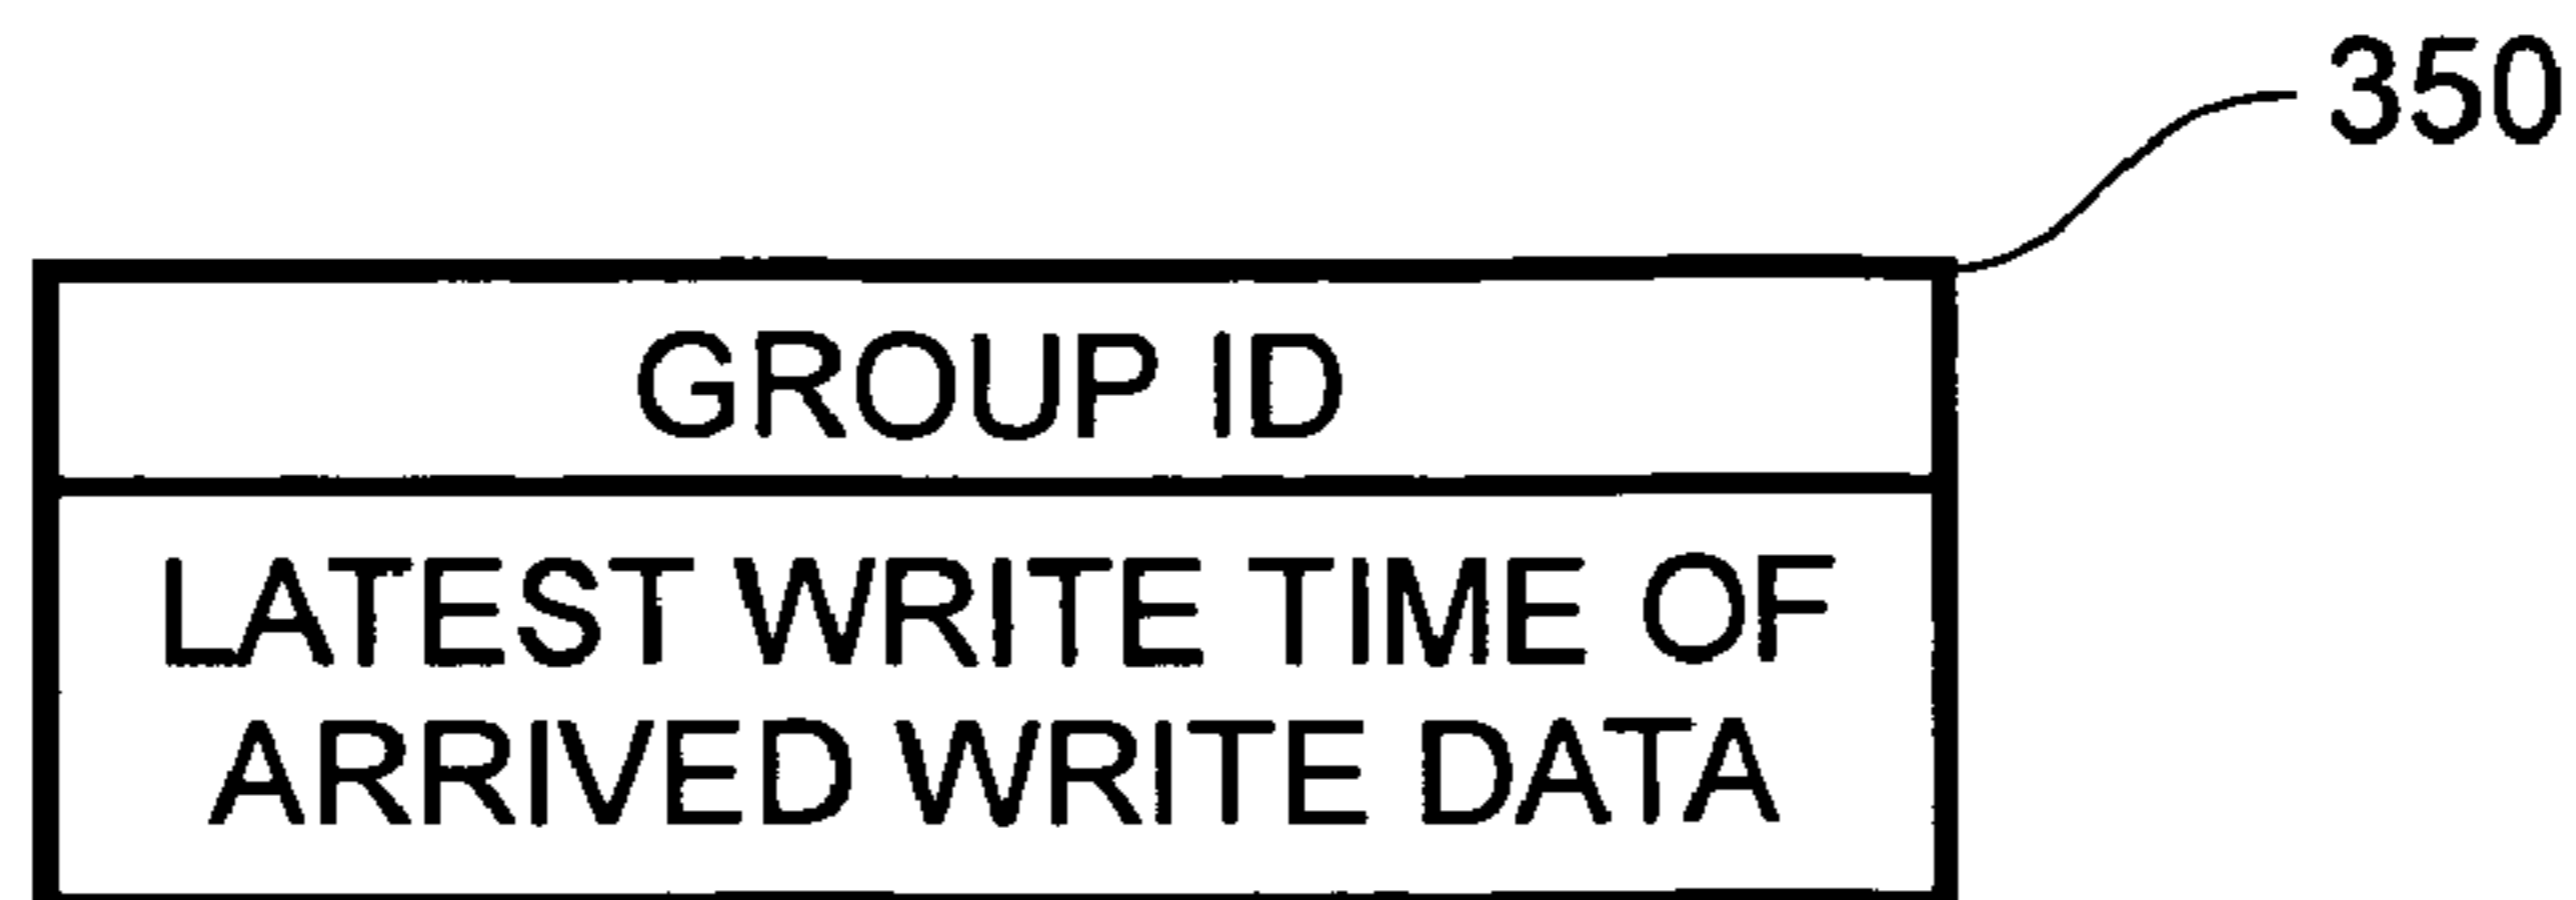 350
GROUP ID
LATEST WRITE TIME OF
ARRIVED WRITE DATA